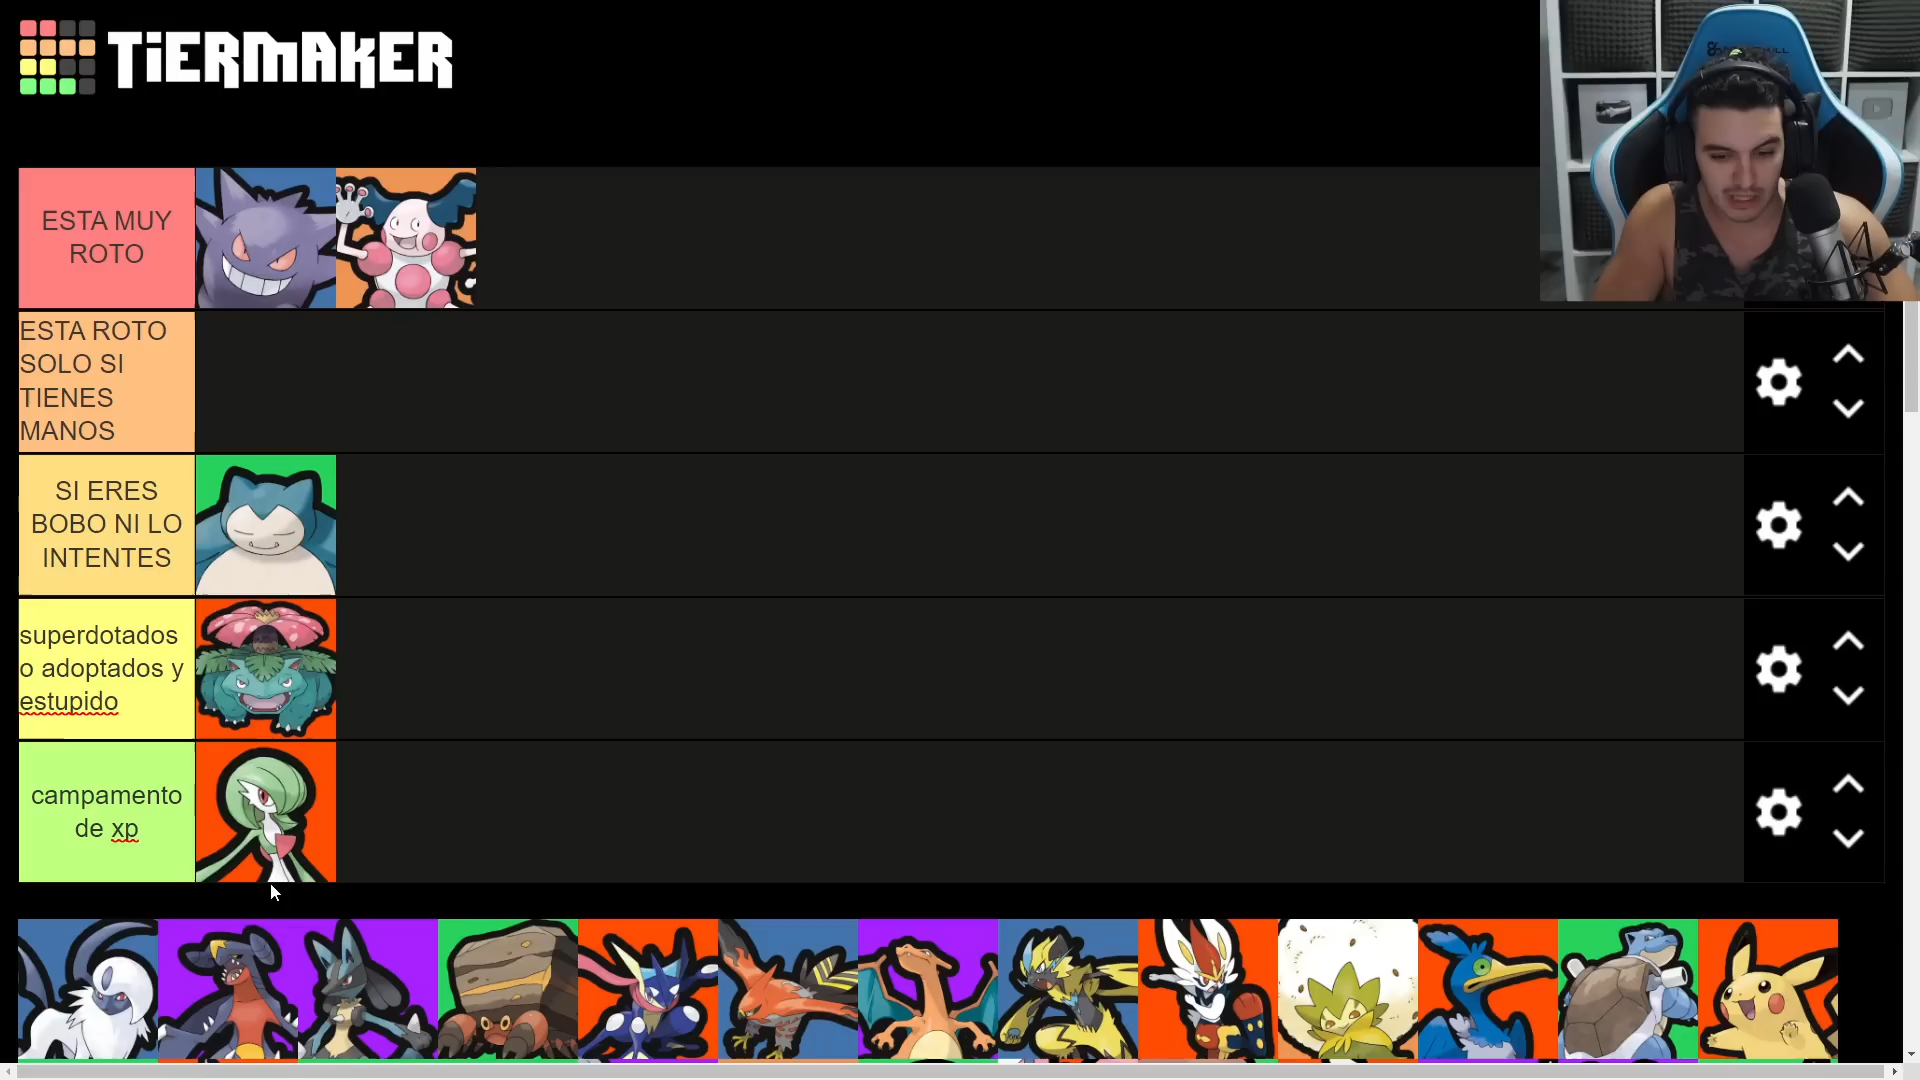 TiERMAKER
ESTA MUY
ROTO
ESTA ROTO
SOLO SI
TIENES
MANOS
SI ERES
BOBO NI LO
INTENTES
superdotados
o adoptados y
estupido
campamento
de xp